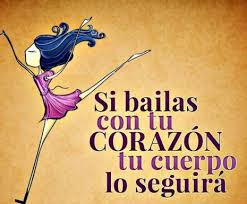 Si bailas
con tu
CORAZÓN
tu cuerpo
lo seguirá